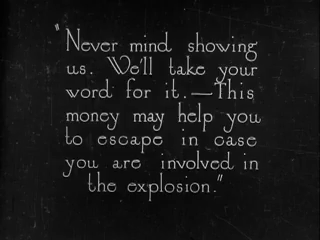 "Never mind showing
us. We'll take your
word for it.—This
money may help you
to escape in case
you are involved in
the explosion."